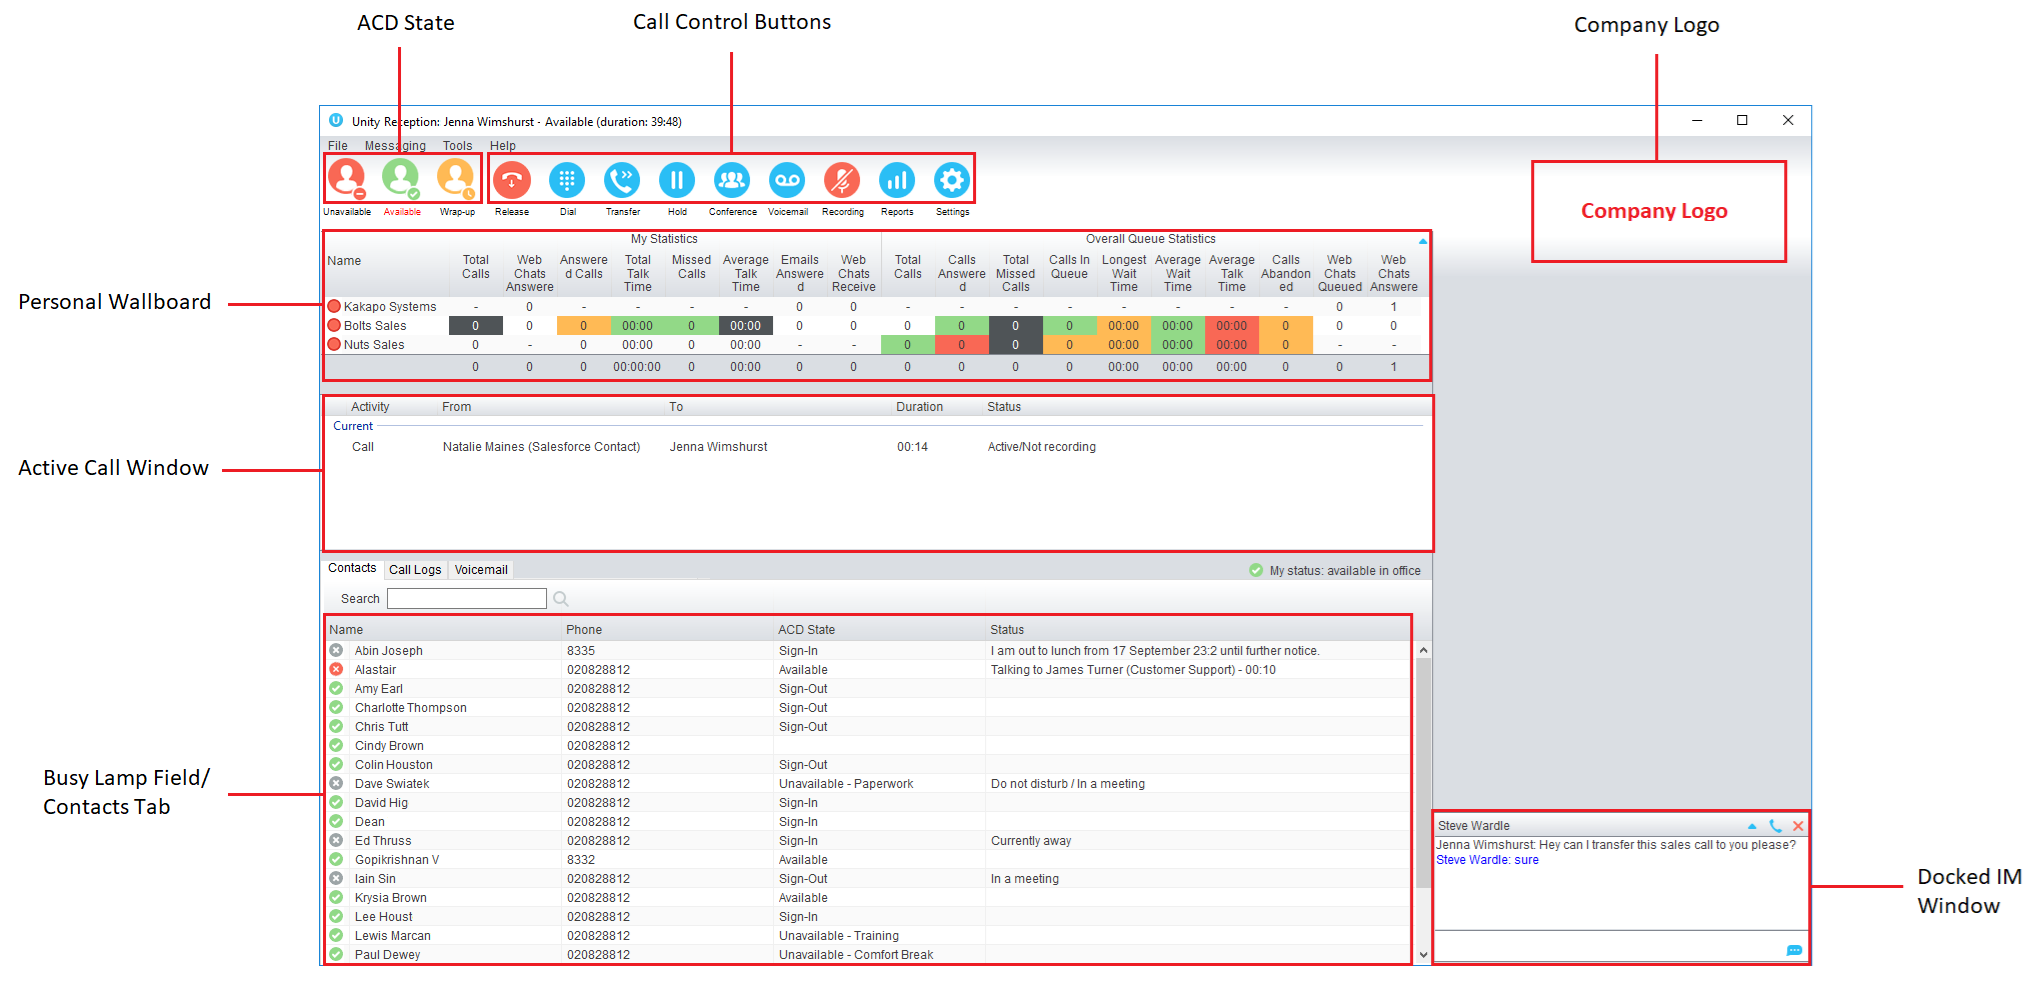 ACD State
Call Control Buttons
Company Logo
Unity Reception: Jenna Wimshurst - Available (duration: 39:48)
File Messaging Tools Help
Unavailable Available Wrap-up Release Dial Transfer Hold Conference Voicemail Recording Reports Settings
Company Logo
My Statistics Overall Queue Statistics
Name Total Calls Web Chats Answere Answere d Calls Total Talk Time Missed Calls Average Talk Time Emails Answere d Web Chats Receive Total Calls Calls Answere d Total Missed Calls Calls In Queue Longest Wait Time Average Wait Time Average Talk Time Calls Abandon ed Web Chats Queued Web Chats Answere
Personal Wallboard
Kakapo Systems - 0 - - - - 0 0 - - - - - - - - 0 1
Bolts Sales 0 0 0 00:00 0 00:00 0 0 0 0 0 0 00:00 00:00 00:00 0 0 0
Nuts Sales 0 - 0 00:00 0 00:00 - - 0 0 0 0 00:00 00:00 00:00 0 - -
0 0 0 00:00:00 0 00:00 0 0 0 0 0 0 00:00 00:00 00:00 0 0 1
Activity From To Duration Status
Current
Call Natalie Maines (Salesforce Contact) Jenna Wimshurst 00:14 Active/Not recording
Active Call Window
Contacts Call Logs Voicemail My status: available in office
Search
Name Phone ACD State Status
Abin Joseph 8335 Sign-In I am out to lunch from 17 September 23:2 until further notice.
Alastair 020828812 Available Talking to James Turner (Customer Support) - 00:10
Amy Earl 020828812 Sign-Out
Charlotte Thompson 020828812 Sign-Out
Chris Tutt 020828812 Sign-Out
Cindy Brown 020828812
Colin Houston 020828812 Sign-Out
Dave Swiatek 020828812 Unavailable - Paperwork Do not disturb / In a meeting
David Hig 020828812 Sign-In
Dean 020828812 Sign-In
Ed Thruss 020828812 Sign-In Currently away
Gopikrishnan V 8332 Available
Iain Sin 020828812 Sign-Out In a meeting
Krysia Brown 020828812 Available
Lee Houst 020828812 Sign-In
Lewis Marcan 020828812 Unavailable - Training
Paul Dewey 020828812 Unavailable - Comfort Break
Busy Lamp Field/
Contacts Tab
Steve Wardle
Jenna Wimshurst: Hey can I transfer this sales call to you please?
Steve Wardle: sure
Docked IM
Window